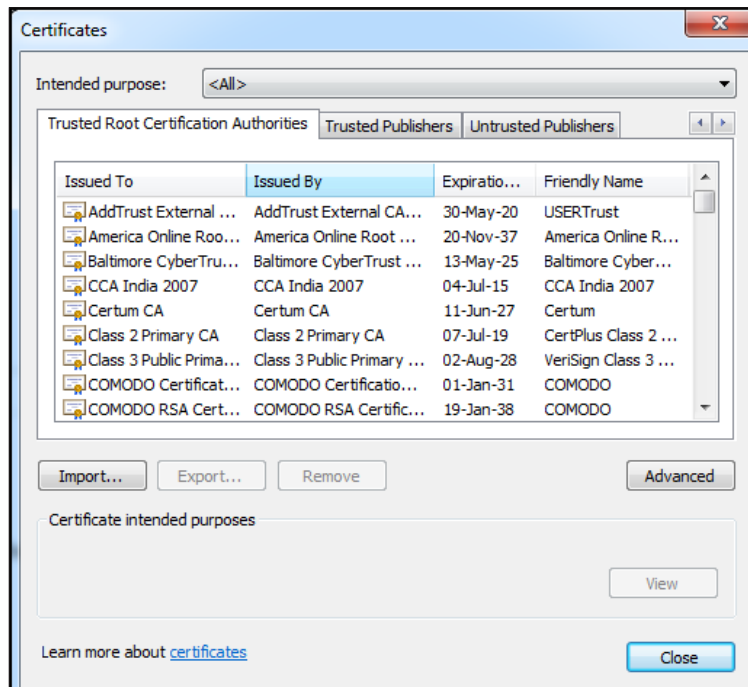 Certificates
Intended purpose: <All>
Trusted Root Certification Authorities Trusted Publishers Untrusted Publishers
Issued To Issued By Expiratio... Friendly Name
AddTrust External ... AddTrust External CA... 30-May-20 USERTrust
America Online Roo... America Online Root ... 20-Nov-37 America Online R...
Baltimore CyberTru... Baltimore CyberTrust ... 13-May-25 Baltimore Cyber...
CCA India 2007 CCA India 2007 04-Jul-15 CCA India 2007
Certum CA Certum CA 11-Jun-27 Certum
Class 2 Primary CA Class 2 Primary CA 07-Jul-19 CertPlus Class 2 ...
Class 3 Public Prima... Class 3 Public Primary ... 02-Aug-28 VeriSign Class 3 ...
COMODO Certificat... COMODO Certificatio... 01-Jan-31 COMODO
COMODO RSA Cert... COMODO RSA Certific... 19-Jan-38 COMODO
Import... Export... Remove Advanced
Certificate intended purposes
View
Learn more about certificates
Close